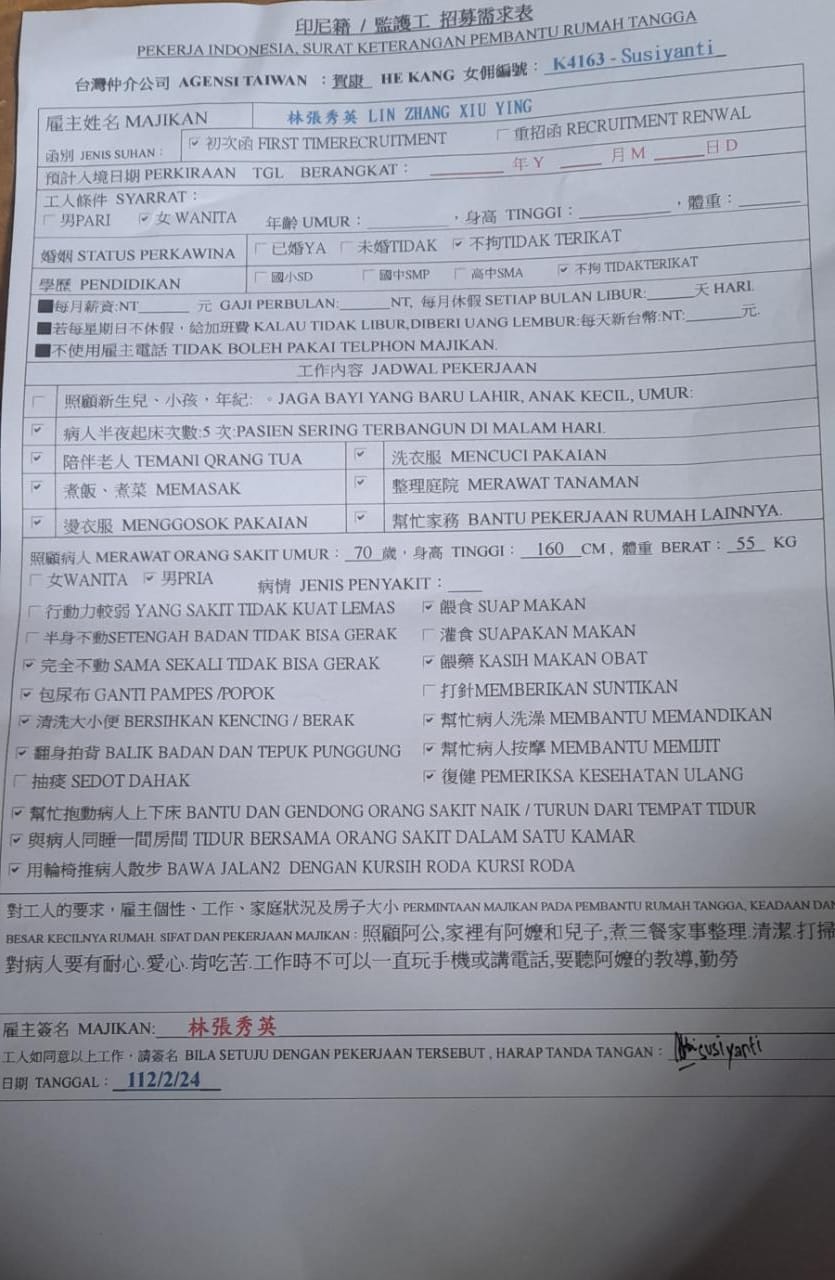 印尼籍 / 監護工 招募需求表
PEKERJA INDONESIA, SURAT KETERANGAN PEMBANTU RUMAH TANGGA
台灣仲介公司 AGENSI TAIWAN ：賀康 HE KANG 女佣編號： K4163 - Susiyanti
雇主姓名 MAJIKAN 林張秀英 LIN ZHANG XIU YING
函別 JENIS SUHAN： 初次函 FIRST TIMERECRUITMENT 重招函 RECRUITMENT RENWAL
預計入境日期 PERKIRAAN TGL BERANGKAT： ______ 年 Y ____ 月 M _____日 D
工人條件 SYARRAT：
男PARI 女 WANITA 年齡 UMUR：________，身高 TINGGI：_________，體重：______
婚姻 STATUS PERKAWINA 已婚YA 未婚TIDAK 不拘TIDAK TERIKAT
學歷 PENDIDIKAN 國小SD 國中SMP 高中SMA 不拘 TIDAKTERIKAT
■每月薪資:NT______ 元 GAJI PERBULAN:______NT, 每月休假 SETIAP BULAN LIBUR:_____天 HARI.
■若每星期日不休假，給加班費 KALAU TIDAK LIBUR,DIBERI UANG LEMBUR:每天新台幣:NT:______元.
■不使用雇主電話 TIDAK BOLEH PAKAI TELPHON MAJIKAN.
工作內容 JADWAL PEKERJAAN
照顧新生兒、小孩，年紀: 。JAGA BAYI YANG BARU LAHIR, ANAK KECIL, UMUR:
病人半夜起床次數:5 次:PASIEN SERING TERBANGUN DI MALAM HARI.
陪伴老人 TEMANI QRANG TUA 洗衣服 MENCUCI PAKAIAN
煮飯、煮菜 MEMASAK 整理庭院 MERAWAT TANAMAN
燙衣服 MENGGOSOK PAKAIAN 幫忙家務 BANTU PEKERJAAN RUMAH LAINNYA.
照顧病人 MERAWAT ORANG SAKIT UMUR：70 歲，身高 TINGGI：160 CM , 體重 BERAT：55 KG
女WANITA 男PRIA 病情 JENIS PENYAKIT：___
行動力較弱 YANG SAKIT TIDAK KUAT LEMAS 餵食 SUAP MAKAN
半身不動SETENGAH BADAN TIDAK BISA GERAK 灌食 SUAPAKAN MAKAN
完全不動 SAMA SEKALI TIDAK BISA GERAK 餵藥 KASIH MAKAN OBAT
包尿布 GANTI PAMPES /POPOK 打針MEMBERIKAN SUNTIKAN
清洗大小便 BERSIHKAN KENCING / BERAK 幫忙病人洗澡 MEMBANTU MEMANDIKAN
翻身拍背 BALIK BADAN DAN TEPUK PUNGGUNG 幫忙病人按摩 MEMBANTU MEMIJIT
抽痰 SEDOT DAHAK 復健 PEMERIKSA KESEHATAN ULANG
幫忙抱動病人上下床 BANTU DAN GENDONG ORANG SAKIT NAIK / TURUN DARI TEMPAT TIDUR
與病人同睡一間房間 TIDUR BERSAMA ORANG SAKIT DALAM SATU KAMAR
用輪椅推病人散步 BAWA JALAN2 DENGAN KURSIH RODA KURSI RODA
對工人的要求，雇主個性、工作、家庭狀況及房子大小 PERMINTAAN MAJIKAN PADA PEMBANTU RUMAH TANGGA, KEADAAN DAN
BESAR KECILNYA RUMAH. SIFAT DAN PEKERJAAN MAJIKAN：照顧阿公,家裡有阿嬤和兒子,煮三餐家事整理.清潔.打掃
對病人要有耐心.愛心.肯吃苦.工作時不可以一直玩手機或講電話,要聽阿嬤的教導,勤勞
雇主簽名 MAJIKAN: 林張秀英
工人如同意以上工作，請簽名 BILA SETUJU DENGAN PEKERJAAN TERSEBUT , HARAP TANDA TANGAN： susiyanti
日期 TANGGAL：112/2/24